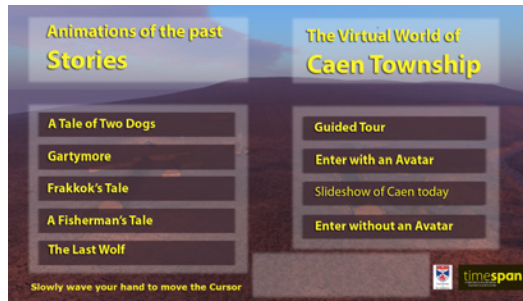 Animations of the past
Stories
A Tale of Two Dogs
Gartymore
Frakkok's Tale
A Fisherman's Tale
The Last Wolf
Slowly wave your hand to move the Cursor
The Virtual World of
Caen Township
Guided Tour
Enter with an Avatar
Slideshow of Caen today
Enter without an Avatar
timespan